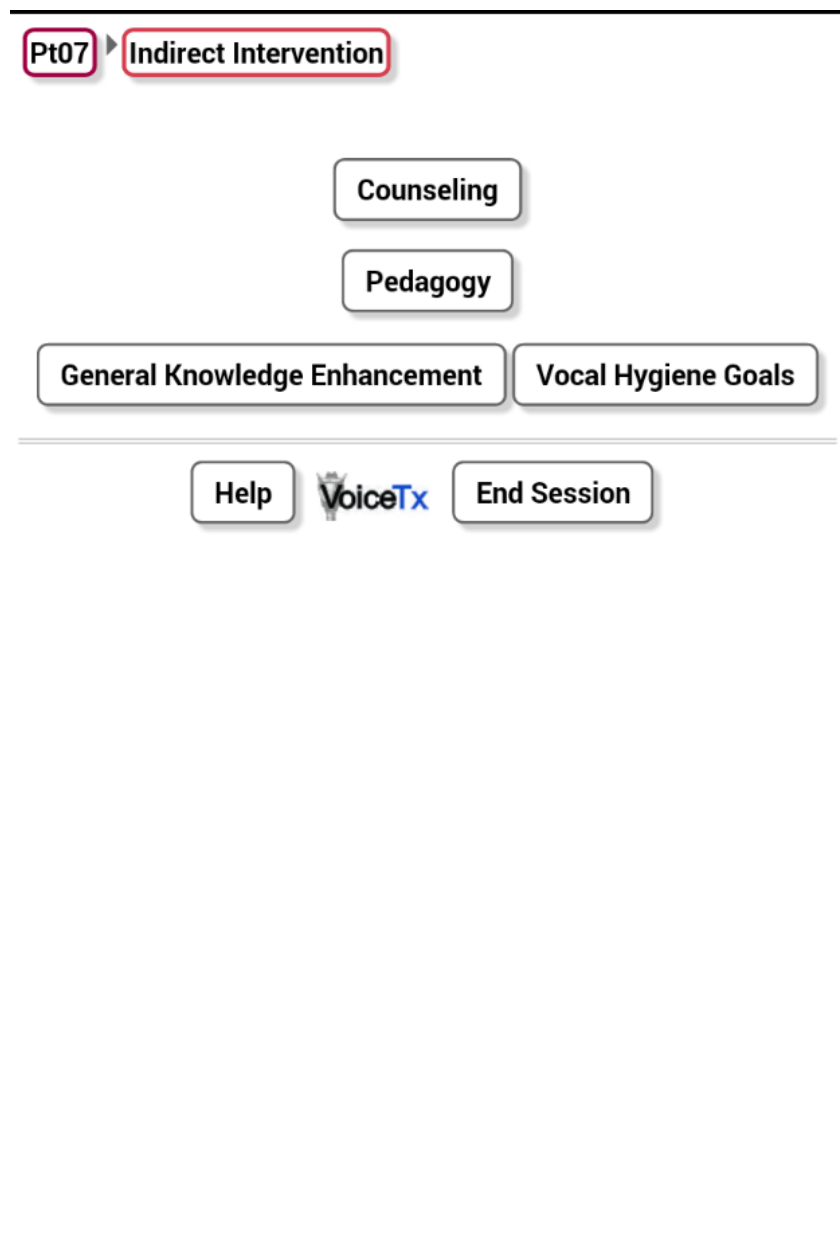 Pt07 Indirect Intervention
Counseling
Pedagogy
General Knowledge Enhancement Vocal Hygiene Goals
Help VoiceTx End Session